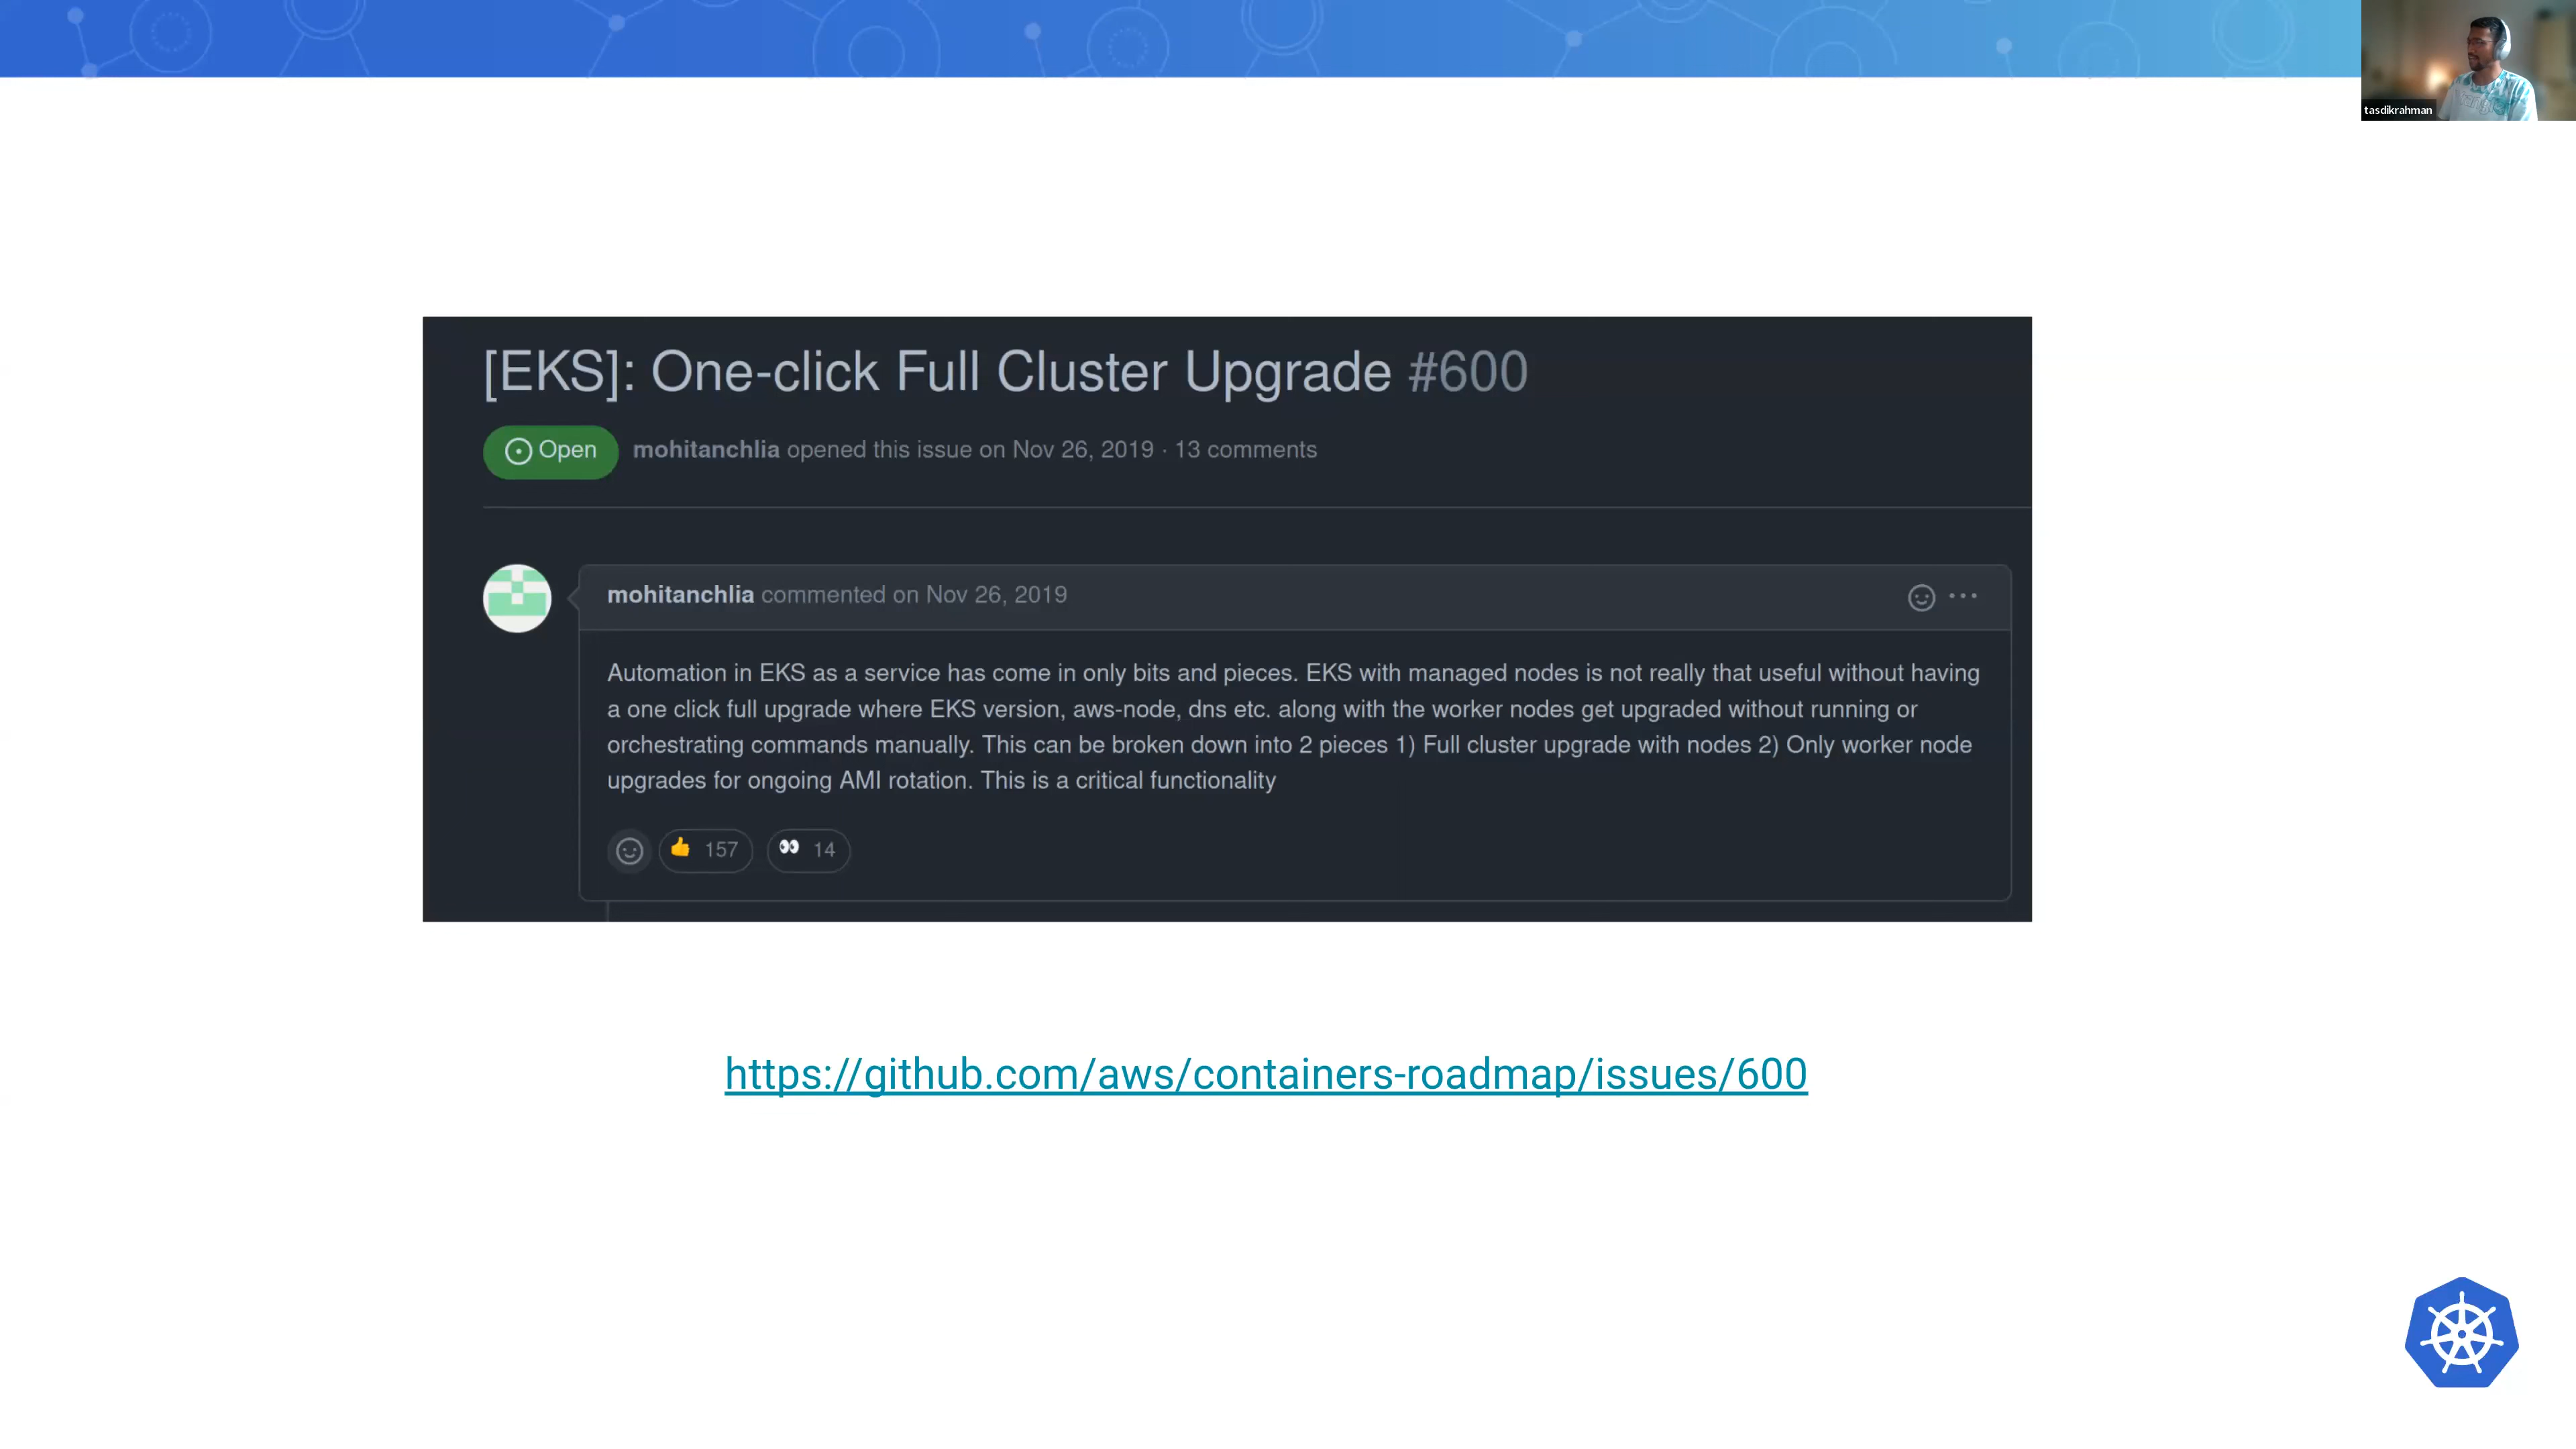 tasdikrahman
[EKS]: One-click Full Cluster Upgrade #600
Open mohitanchlia opened this issue on Nov 26, 2019 · 13 comments
mohitanchlia commented on Nov 26, 2019
Automation in EKS as a service has come in only bits and pieces. EKS with managed nodes is not really that useful without having
a one click full upgrade where EKS version, aws-node, dns etc. along with the worker nodes get upgraded without running or
orchestrating commands manually. This can be broken down into 2 pieces 1) Full cluster upgrade with nodes 2) Only worker node
upgrades for ongoing AMI rotation. This is a critical functionality
👍 157 👀 14
https://github.com/aws/containers-roadmap/issues/600